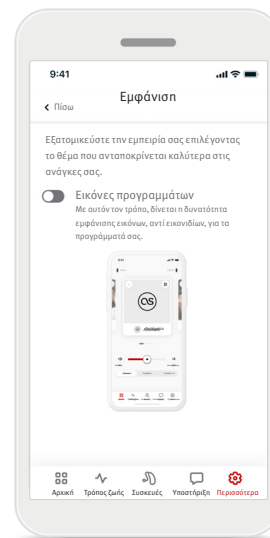 9:41
Πίσω
Εμφάνιση
Εξατομικεύστε την εμπειρία σας επιλέγοντας
το θέμα που ανταποκρίνεται καλύτερα στις
ανάγκες σας.
Εικόνες προγραμμάτων
Με αυτόν τον τρόπο, δίνεται η δυνατότητα
εμφάνισης εικόνων, αντί εικονιδίων, για τα
προγράμματά σας.
Αρχική Τρόπος ζωής Συσκευές Υποστήριξη Περισσότερα